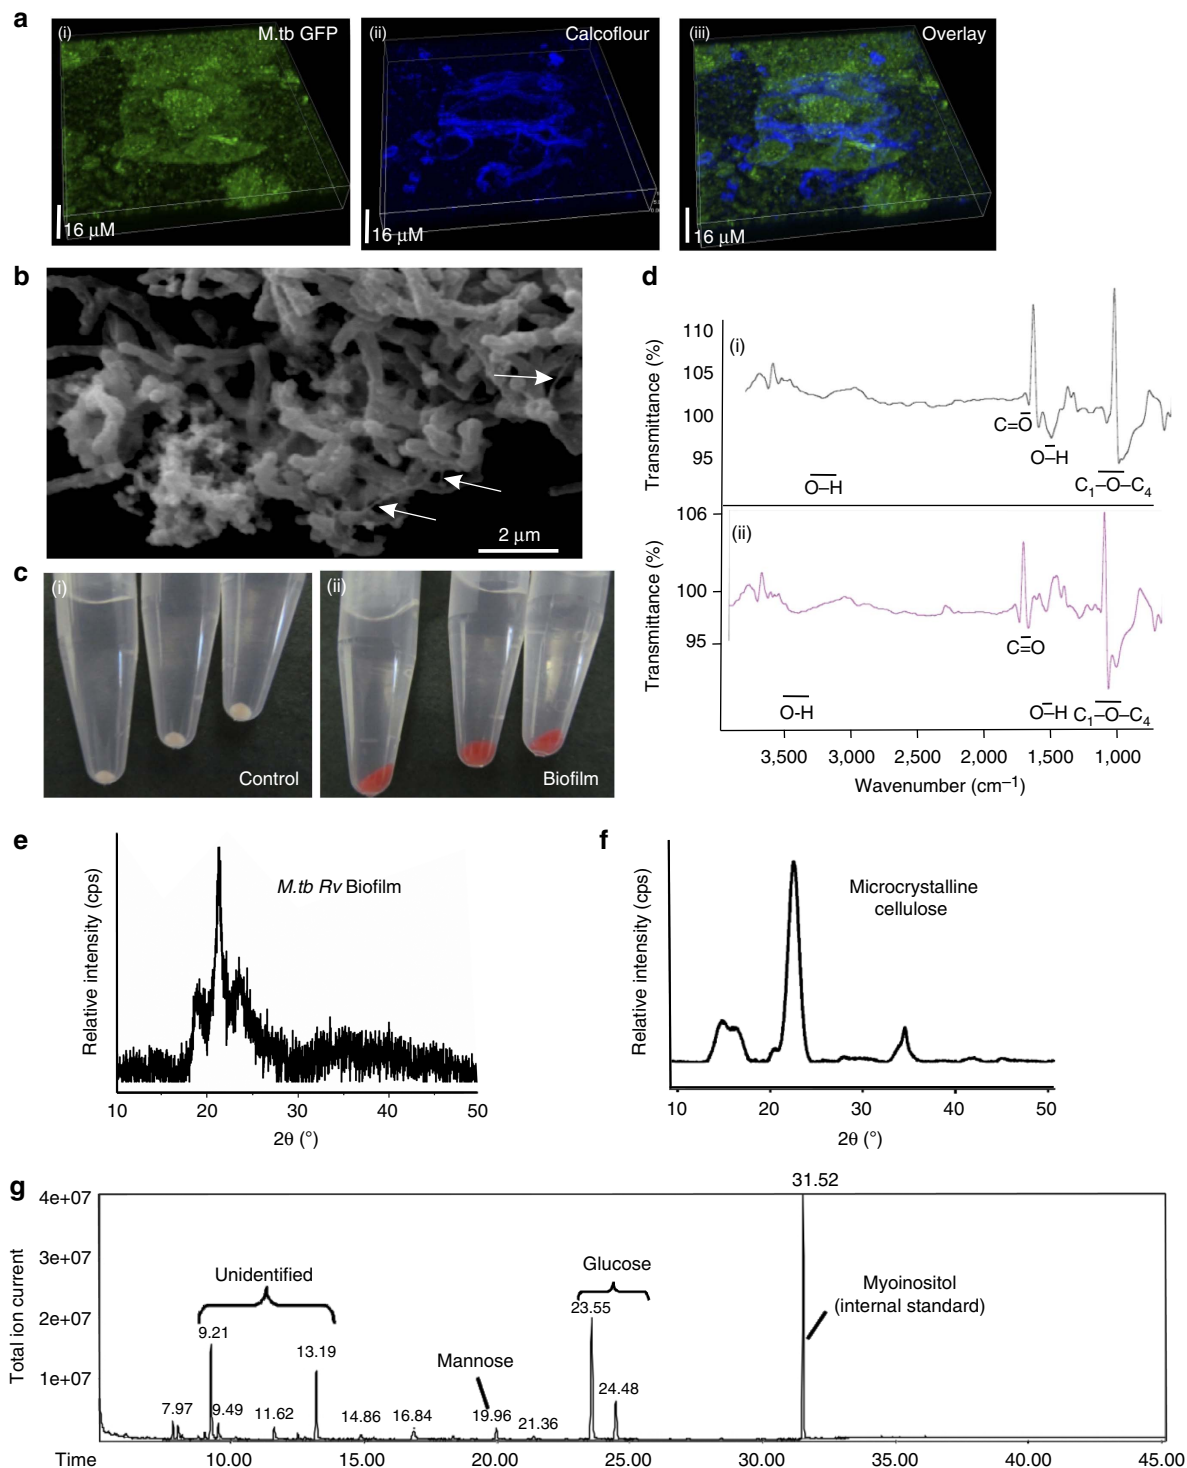 a
(i) M.tb GFP
16 μM
(ii) Calcoflour
16 μM
(iii) Overlay
16 μM
b
2 μm
c
(i)
Control
(ii)
Biofilm
d
Transmittance (%)
110
105
100
95
(i)
C=O
O–H
O–H
C1–O–C4
Transmittance (%)
106
100
95
(ii)
C=O
O-H
O-H
C1–O–C4
3,500 3,000 2,500 2,000 1,500 1,000
Wavenumber (cm–1)
e
Relative intensity (cps)
M.tb Rv Biofilm
10 20 30 40 50
2θ (°)
f
Relative intensity (cps)
Microcrystalline
cellulose
10 20 30 40 50
2θ (°)
g
Total ion current
4e+07
3e+07
2e+07
1e+07
31.52
Unidentified
Glucose
Myoinositol
(internal standard)
23.55
9.21
13.19
Mannose
24.48
7.97
9.49
11.62
14.86
16.84
19.96
21.36
Time
10.00 15.00 20.00 25.00 30.00 35.00 40.00 45.00